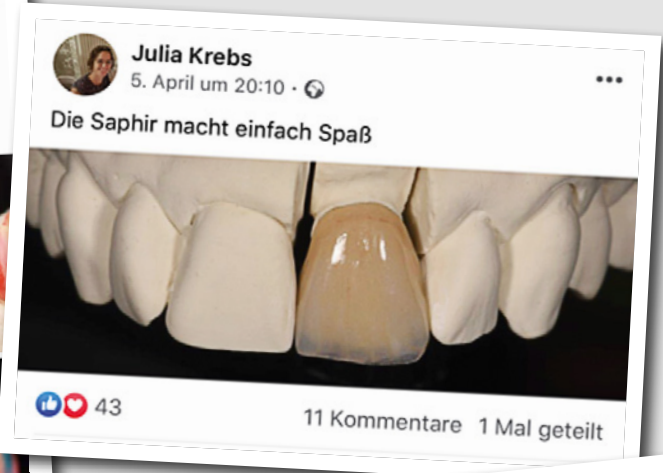 Julia Krebs
5. April um 20:10 ·
Die Saphir macht einfach Spaß
43
11 Kommentare 1 Mal geteilt